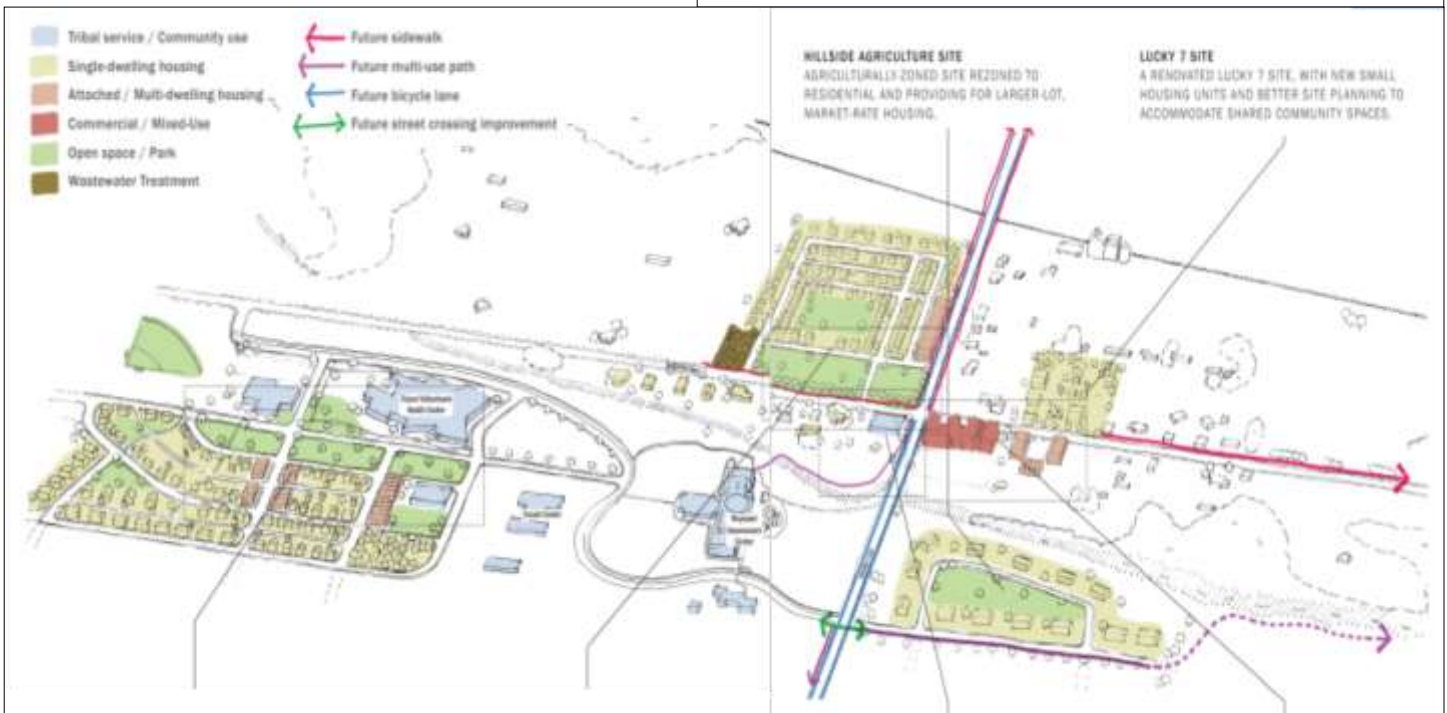 Tribal service / Community use
Single-dwelling housing
Attached / Multi-dwelling housing
Commercial / Mixed-Use
Open space / Park
Wastewater Treatment
Future sidewalk
Future multi-use path
Future bicycle lane
Future street crossing improvement
HILLSIDE AGRICULTURE SITE
AGRICULTURALLY-ZONED SITE REZONED TO
RESIDENTIAL AND PROVIDING FOR LARGER-LOT,
MARKET-RATE HOUSING.
LUCKY 7 SITE
A RENOVATED LUCKY 7 SITE, WITH NEW SMALL
HOUSING UNITS AND BETTER SITE PLANNING TO
ACCOMMODATE SHARED COMMUNITY SPACES.
Health Center
Center